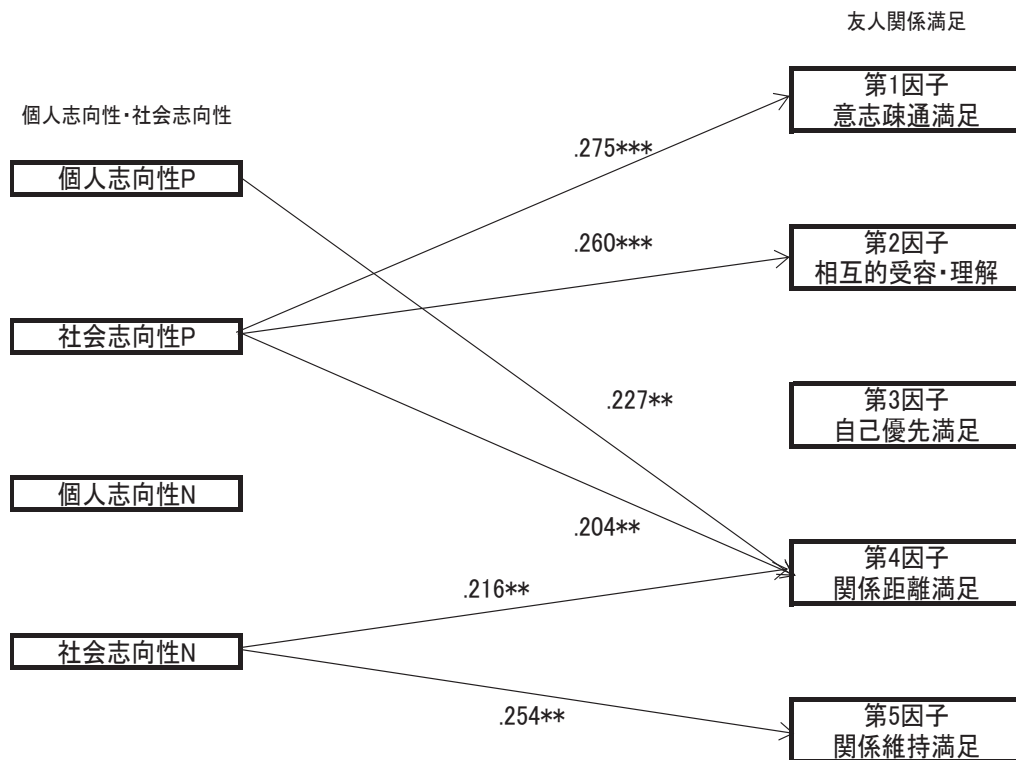 友人関係満足
第1因子
意志疎通満足
個人志向性・社会志向性
.275***
個人志向性P
.260***
第2因子
相互的受容・理解
社会志向性P
.227**
第3因子
自己優先満足
個人志向性N
.204**
第4因子
関係距離満足
.216**
社会志向性N
.254**
第5因子
関係維持満足